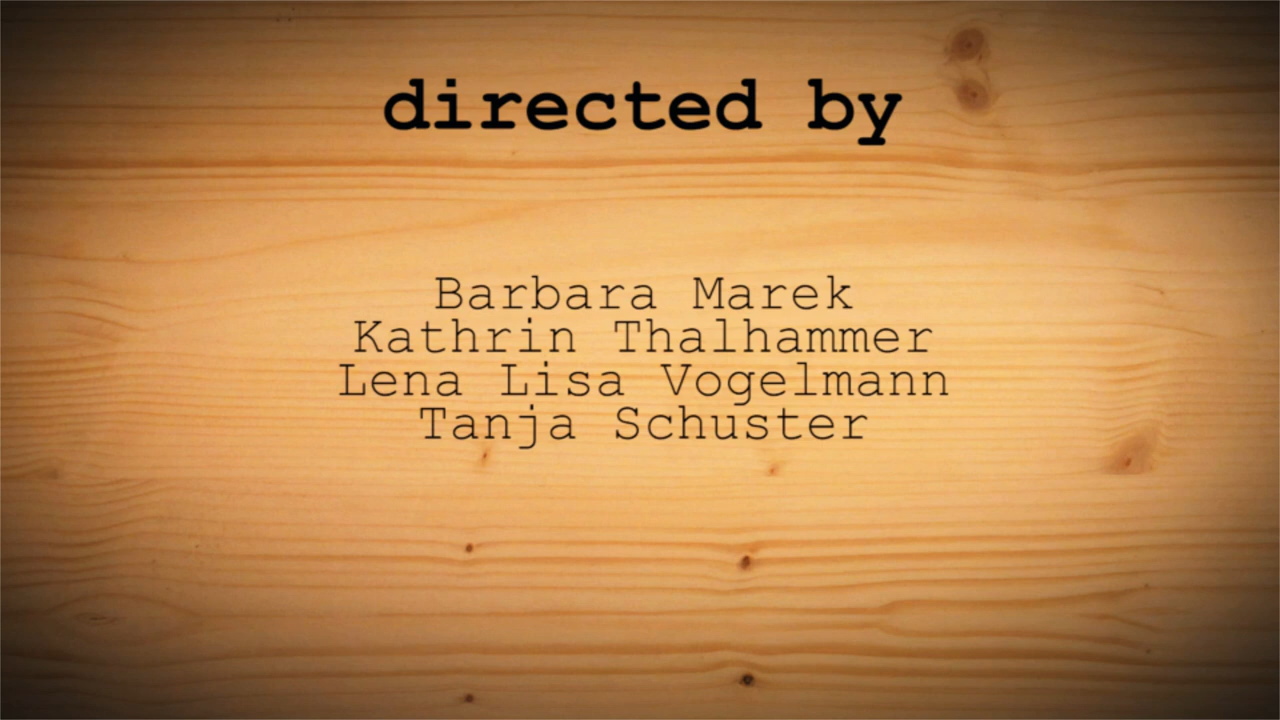 directed by
Barbara Marek
Kathrin Thalhammer
Lena Lisa Vogelmann
Tanja Schuster